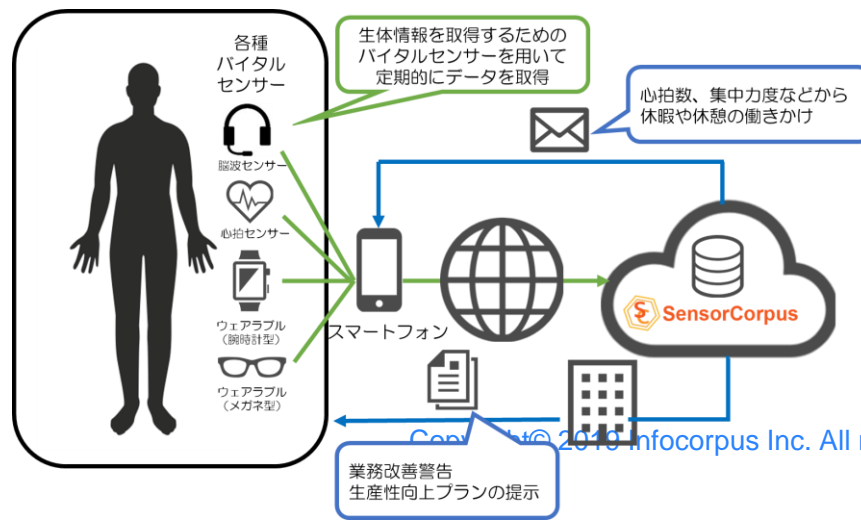 各種
バイタル
センサー
生体情報を取得するための
バイタルセンサーを用いて
定期的にデータを取得
心拍数、集中力度などから
休暇や休憩の働きかけ
脳波センサー
心拍センサー
ウェアラブル
（腕時計型）
ウェアラブル
（メガネ型）
スマートフォン
SC
SensorCorpus
業務改善警告
生産性向上プランの提示
2019 Infocorpus Inc. All